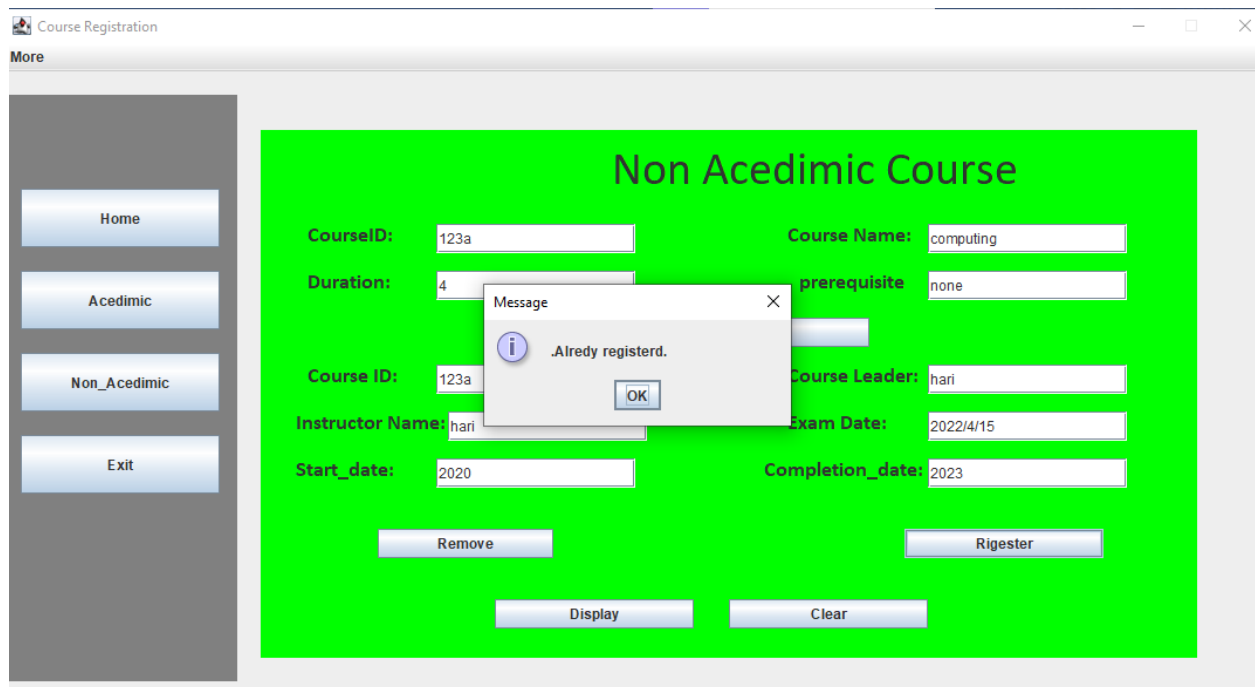 Course Registration
More
Non Acedimic Course
Home
CourseID: 123a Course Name: computing
Acedimic
Duration: 4 prerequisite none
Message
.Alredy registerd.
OK
Non_Acedimic
Course ID: 123a Course Leader: hari
Instructor Name: hari Exam Date: 2022/4/15
Exit
Start_date: 2020 Completion_date: 2023
Remove Rigester
Display Clear